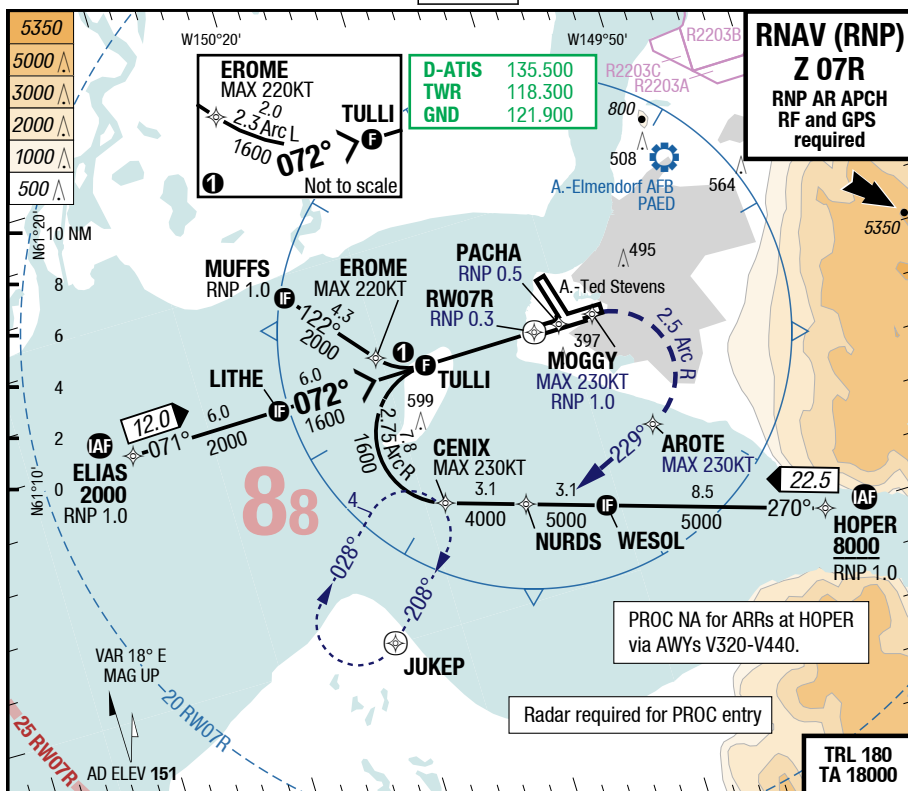 5350
5000
3000
2000
1000
500
W150°20'
W149°50'
EROME
MAX 220KT
2.0
2.3 Arc L
1600
072°
TULLI
F
1
Not to scale
D-ATIS 135.500
TWR 118.300
GND 121.900
R2203B
R2203C
R2203A
RNAV (RNP)
Z 07R
RNP AR APCH
RF and GPS
required
800
508
564
A.-Elmendorf AFB
PAED
5350
N61°20'
10 NM
8
6
4
2
0
N61°10'
MUFFS
RNP 1.0
IF
4.3
122°
2000
EROME
MAX 220KT
1
F
TULLI
PACHA
RNP 0.5
RW07R
RNP 0.3
A.-Ted Stevens
495
397
MOGGY
MAX 230KT
RNP 1.0
2.5 Arc R
LITHE
IF
6.0
072°
1600
12.0
071°
6.0
2000
IAF
ELIAS
2000
RNP 1.0
599
7.8
2.75 Arc R
1600
CENIX
MAX 230KT
3.1
4000
NURDS
3.1
5000
IF
WESOL
8.5
5000
270°
22.5
IAF
HOPER
8000
RNP 1.0
AROTE
MAX 230KT
229°
88
4
028°
208°
JUKEP
PROC NA for ARRs at HOPER
via AWYs V320-V440.
Radar required for PROC entry
VAR 18° E
MAG UP
AD ELEV 151
20 RW07R
25 RW07R
TRL 180
TA 18000